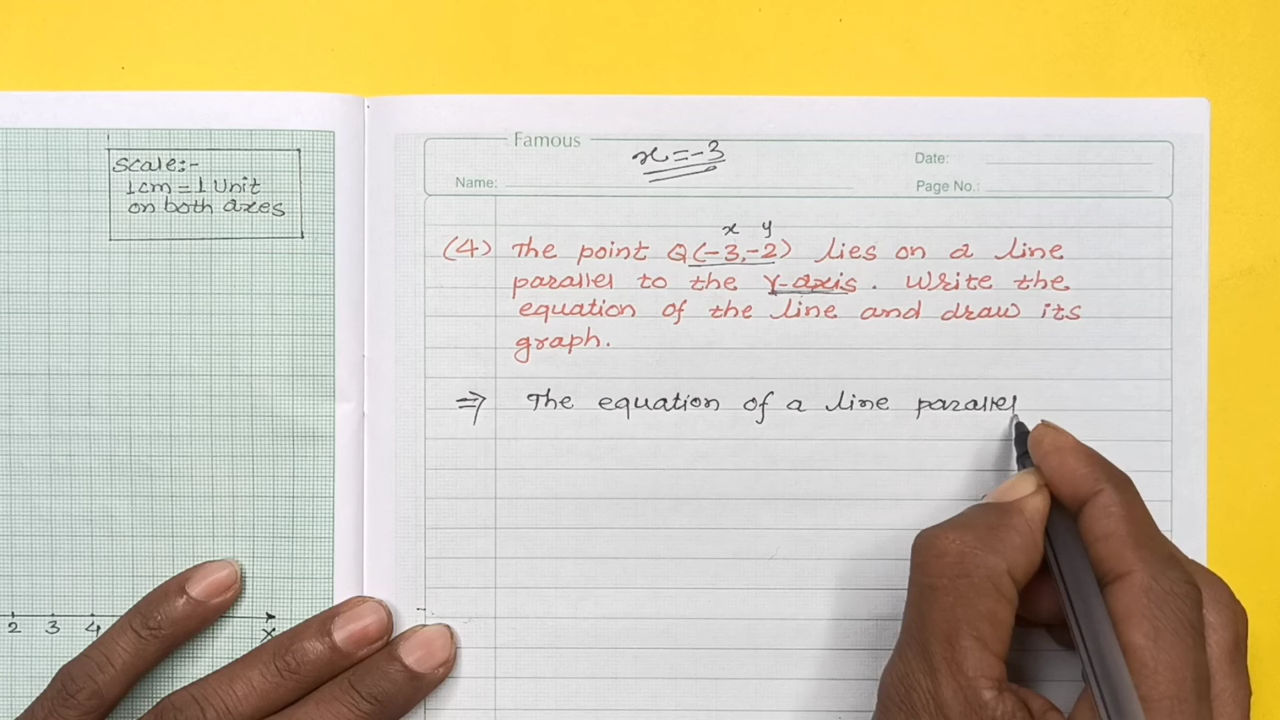 Scale:-
1cm = 1 Unit
on both axes
2 3 4
X
Famous
x = -3
Name:
Date:
Page No.:
x y
(4) The point Q(-3,-2) lies on a line
parallel to the Y-axis. Write the
equation of the line and draw its
graph.
⇒ The equation of a line parallel